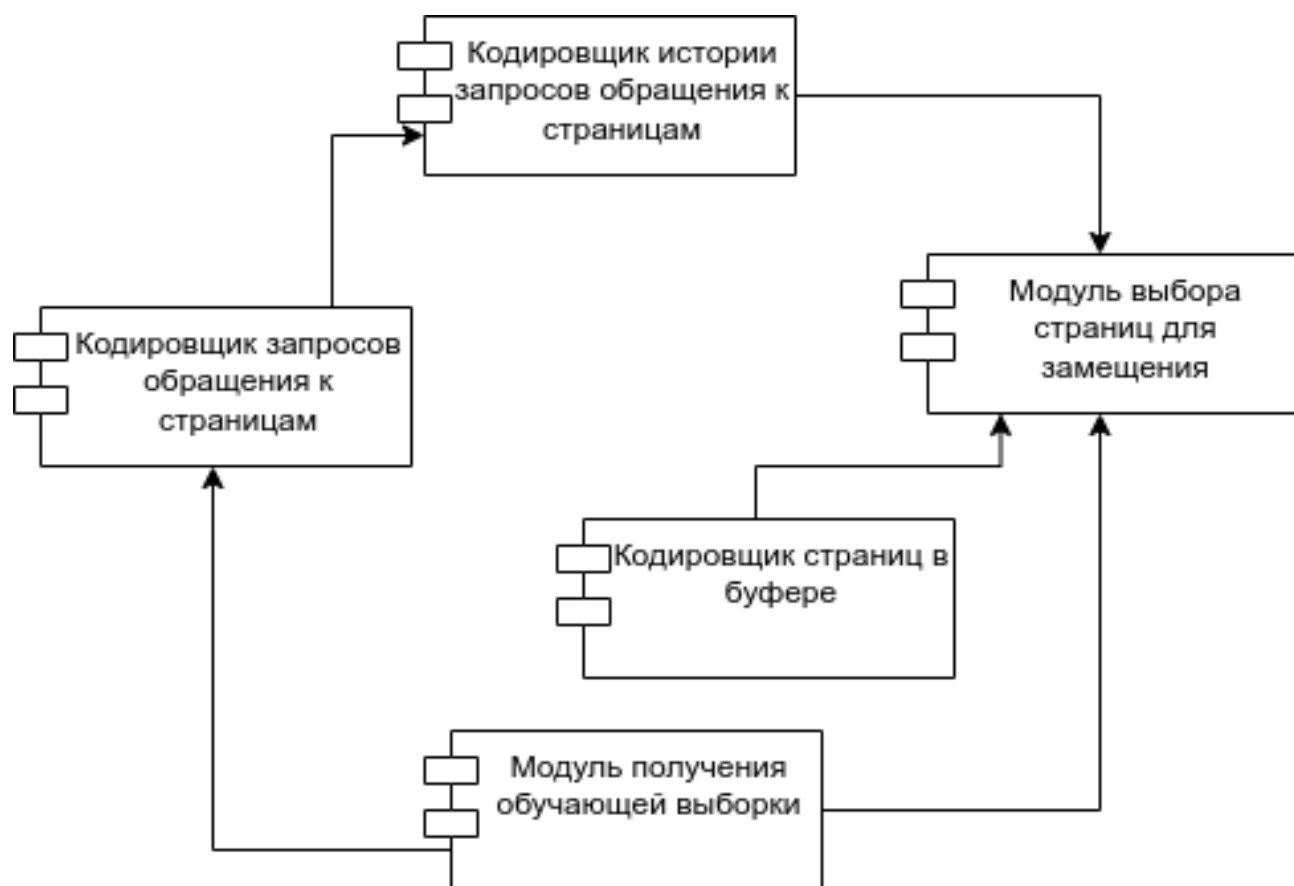 Кодировщик истории
запросов обращения к
страницам
Модуль выбора
страниц для
замещения
Кодировщик запросов
обращения к
страницам
Кодировщик страниц в
буфере
Модуль получения
обучающей выборки